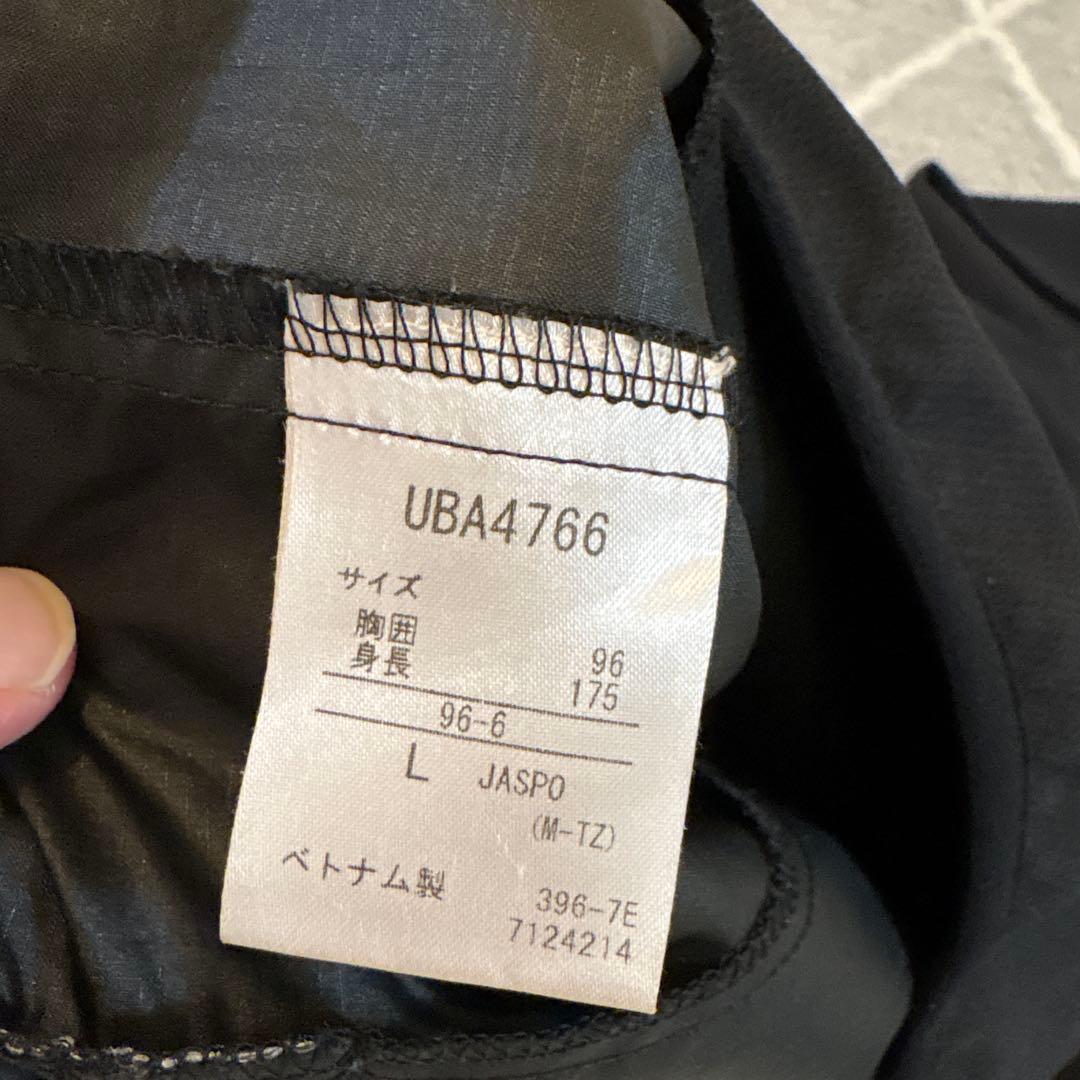 UBA4766
サイズ
胸囲 96
身長 175
96-6
L JASPO
(M-TZ)
ベトナム製 396-7E
7124214